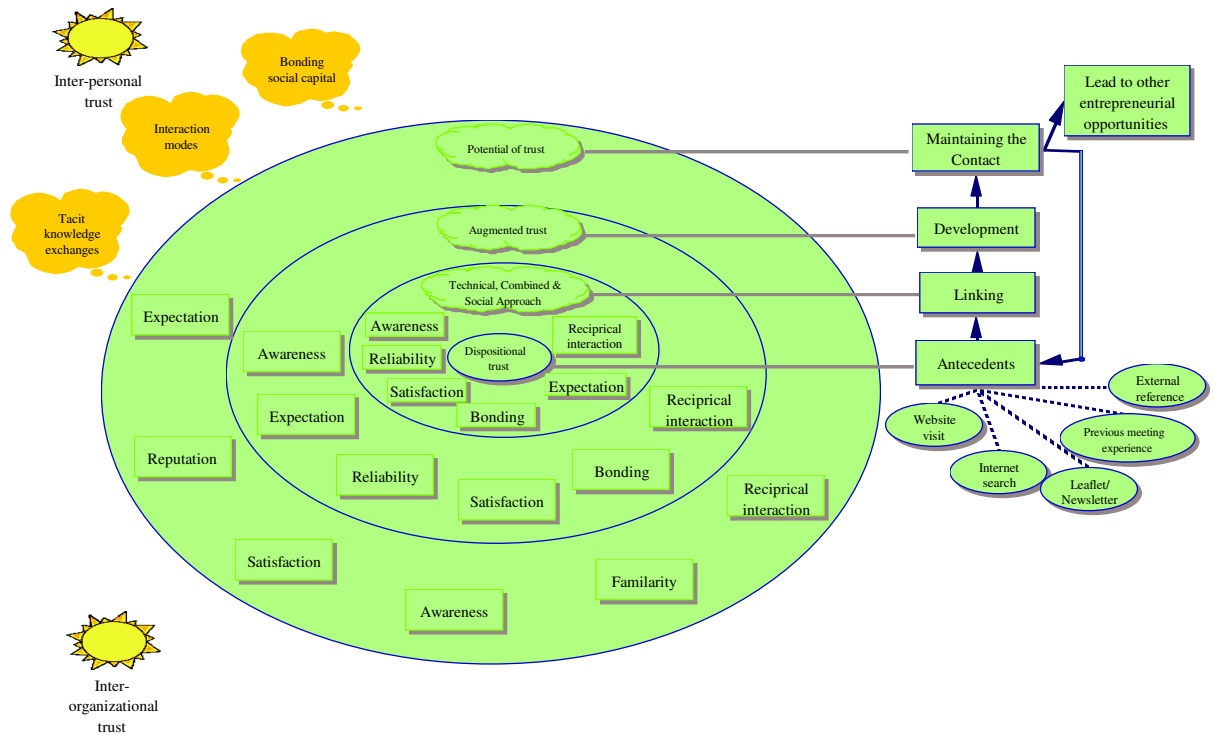 Bonding
social capital
Inter-personal
trust
Interaction
modes
Tacit
knowledge
exchanges
Potential of trust
Augmented trust
Technical, Combined &
Social Approach
Expectation
Awareness
Awareness
Reliability
Satisfaction
Bonding
Dispositional
trust
Reciprical
interaction
Expectation
Expectation
Reciprical
interaction
Reputation
Reliability
Satisfaction
Bonding
Reciprical
interaction
Satisfaction
Awareness
Familarity
Inter-
organizational
trust
Lead to other
entrepreneurial
opportunities
Maintaining the
Contact
Development
Linking
Antecedents
External
reference
Website
visit
Previous meeting
experience
Internet
search
Leaflet/
Newsletter